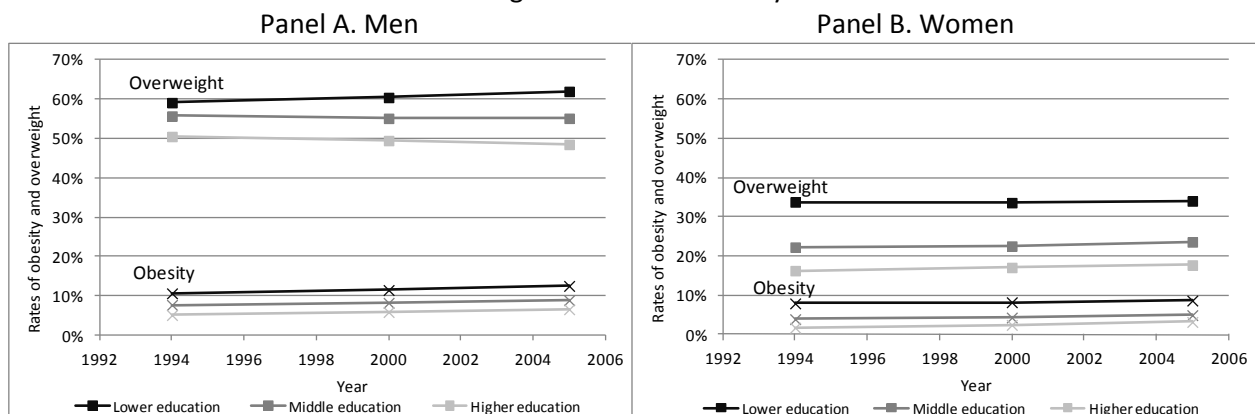 Panel A. Men
Panel B. Women
Rates of obesity and overweight
70%
60%
50%
40%
30%
20%
10%
0%
Overweight
Obesity
1992 1994 1996 1998 2000 2002 2004 2006
Year
Lower education Middle education Higher education
Rates of obesity and overweight
70%
60%
50%
40%
30%
20%
10%
0%
Overweight
Obesity
1992 1994 1996 1998 2000 2002 2004 2006
Year
Lower education Middle education Higher education